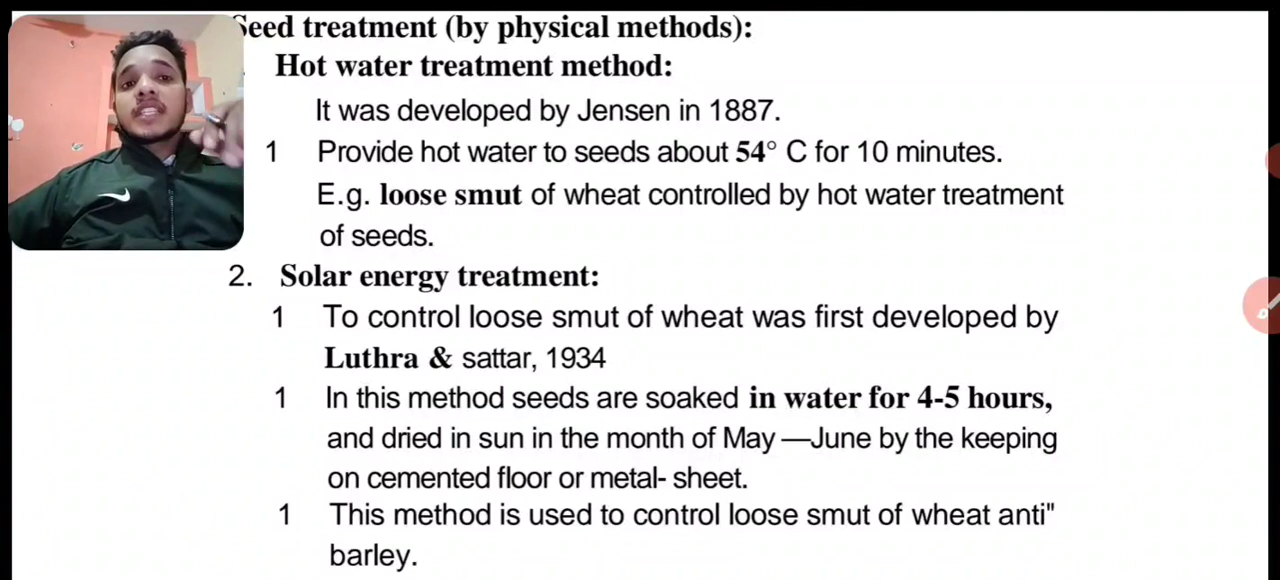 Seed treatment (by physical methods):
Hot water treatment method:
It was developed by Jensen in 1887.
1 Provide hot water to seeds about 54° C for 10 minutes.
E.g. loose smut of wheat controlled by hot water treatment
of seeds.
2. Solar energy treatment:
1 To control loose smut of wheat was first developed by
Luthra & sattar, 1934
1 In this method seeds are soaked in water for 4-5 hours,
and dried in sun in the month of May —June by the keeping
on cemented floor or metal- sheet.
1 This method is used to control loose smut of wheat anti"
barley.